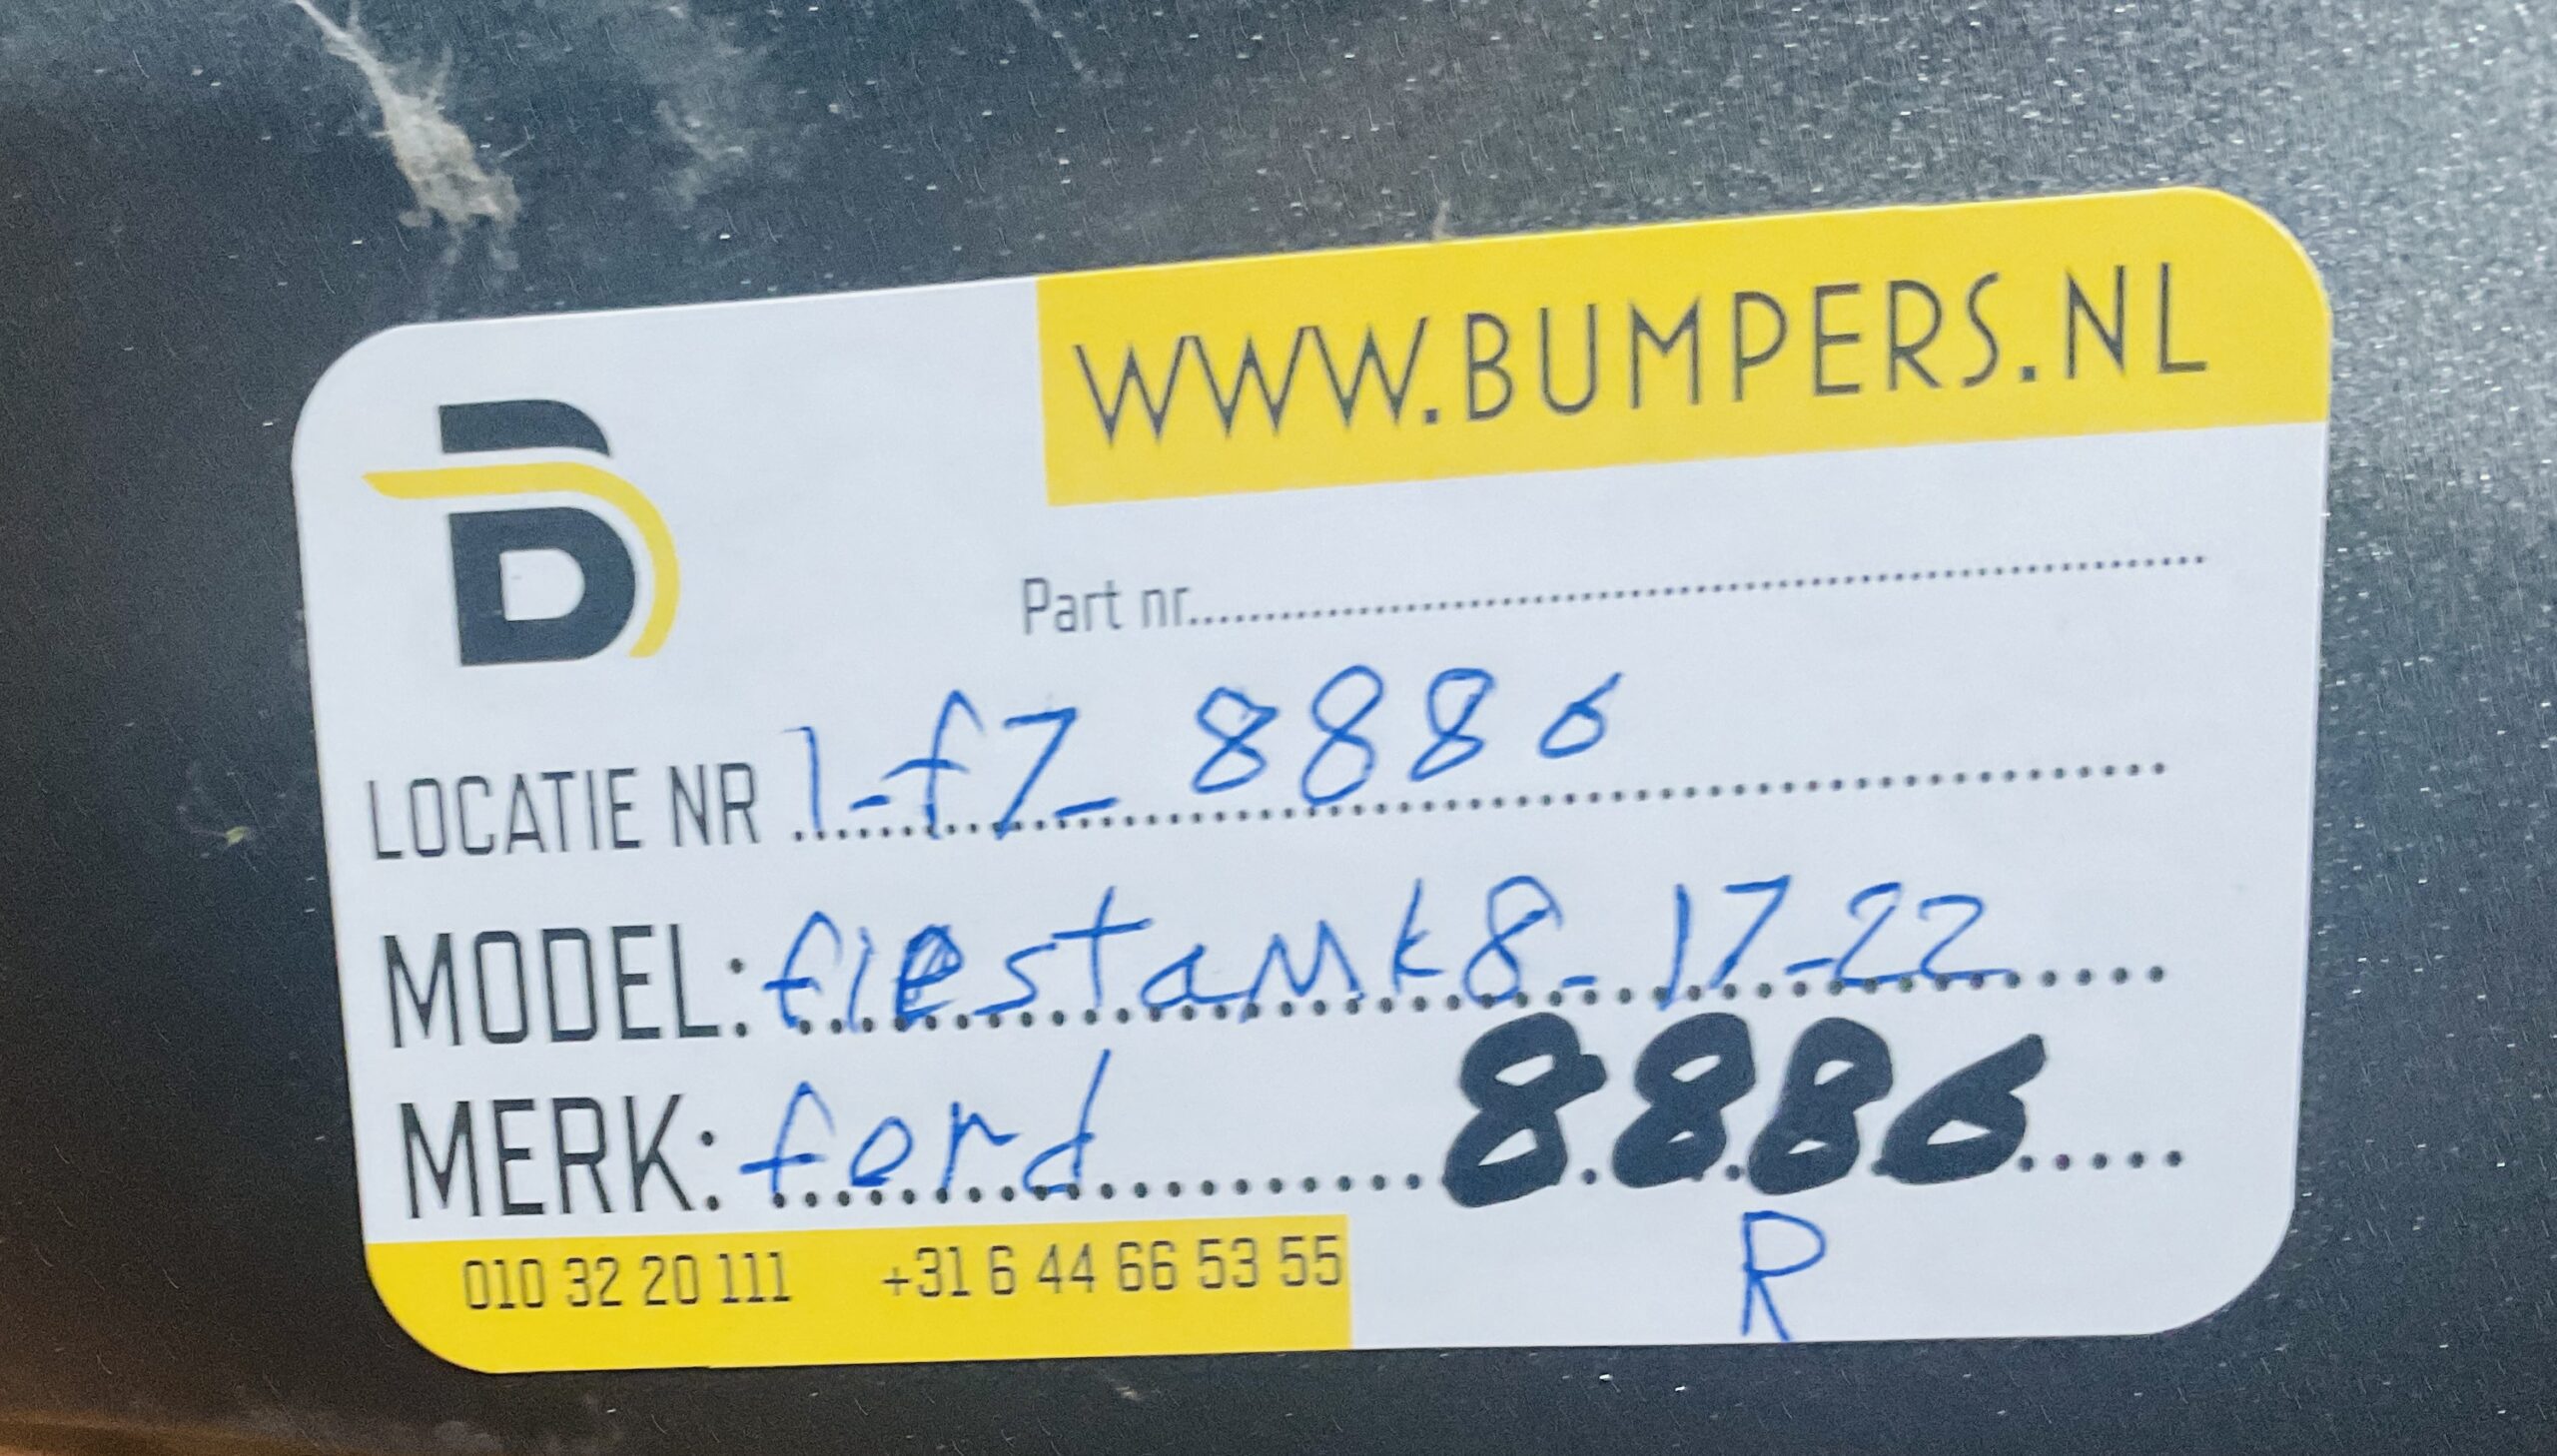 WWW.BUMPERS.NL
B
Part nr........................................
LOCATIE NR 1-f7-8886
MODEL: fiestaMk8-17-22
MERK: ford 8886
R
010 32 20 111 +31 6 44 66 53 55